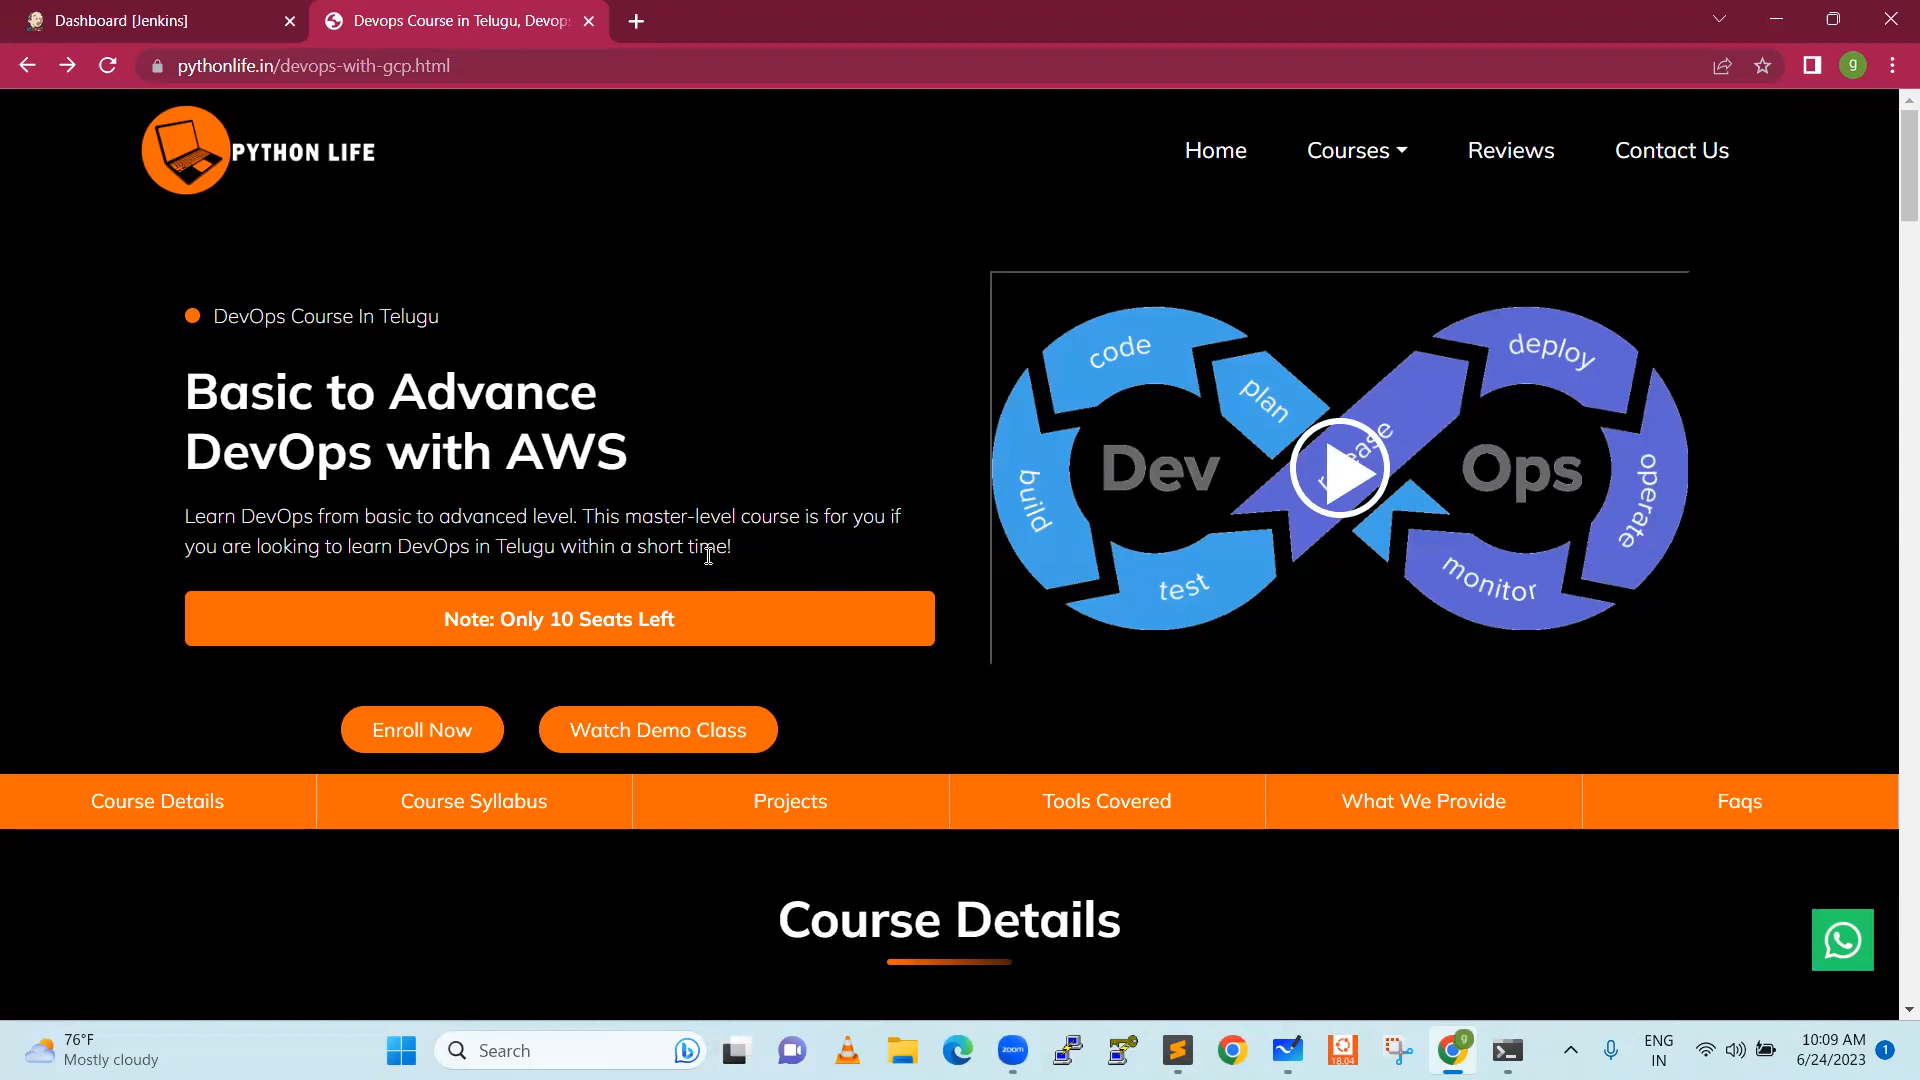 Dashboard [Jenkins]
Devops Course in Telugu, Devop
pythonlife.in/devops-with-gcp.html
g
PYTHON LIFE
Home
Courses
Reviews
Contact Us
DevOps Course In Telugu
Basic to Advance
DevOps with AWS
Learn DevOps from basic to advanced level. This master-level course is for you if
you are looking to learn DevOps in Telugu within a short time!
Note: Only 10 Seats Left
Enroll Now
Watch Demo Class
code
plan
build
test
Dev
release
Ops
deploy
operate
monitor
Course Details
Course Syllabus
Projects
Tools Covered
What We Provide
Faqs
Course Details
76°F
Mostly cloudy
Search
zoom
18.04
g
ENG
IN
10:09 AM
6/24/2023
1